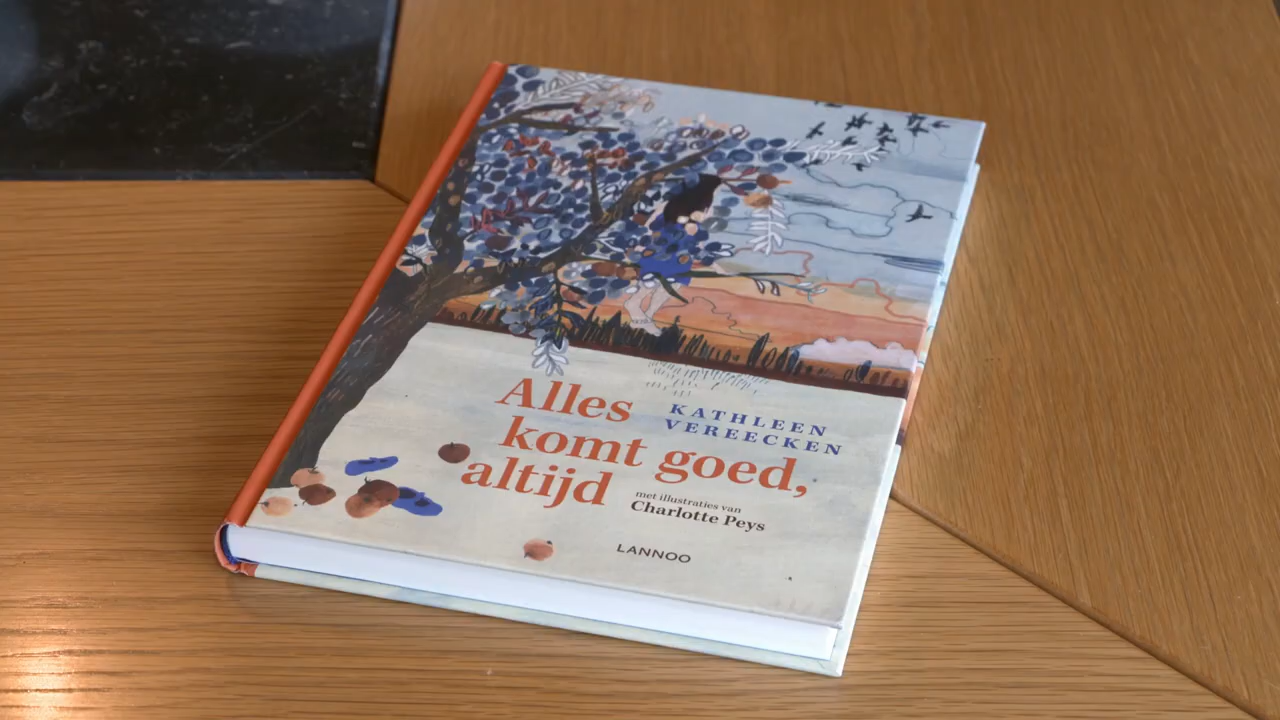 Alles
komt goed,
altijd
KATHLEEN
VEREECKEN
met illustraties van
Charlotte Peys
LANNOO